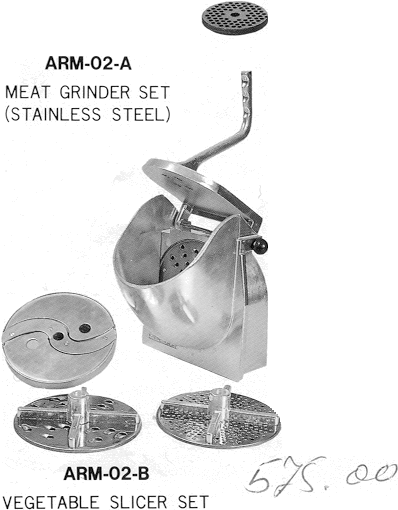 ARM-02-A
MEAT GRINDER SET
(STAINLESS STEEL)
ARM-02-B
575.00
VEGETABLE SLICER SET